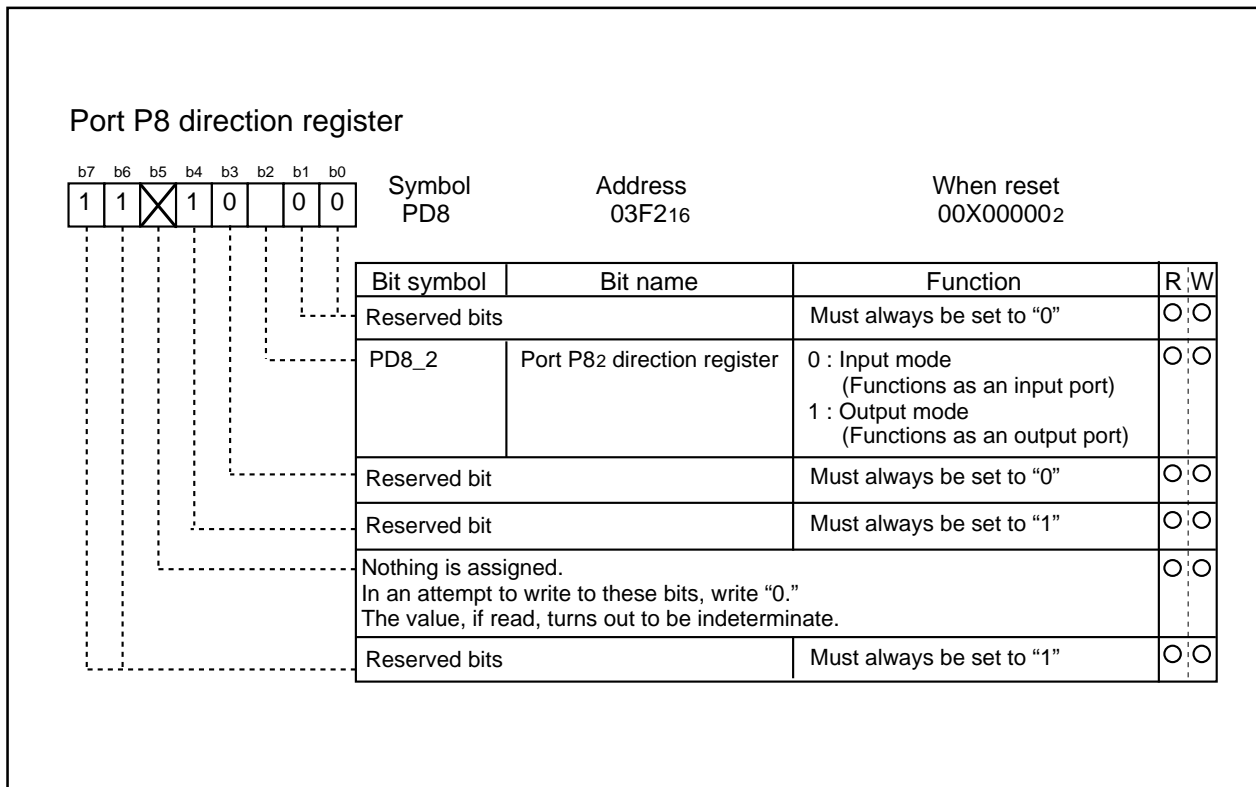 Port P8 direction register
b7 b6 b5 b4 b3 b2 b1 b0
1 1 1 0 0 0
Symbol Address When reset
PD8 03F216 00X000002
Bit symbol Bit name Function R W
Reserved bits Must always be set to “0”
PD8_2 Port P82 direction register 0 : Input mode
(Functions as an input port)
1 : Output mode
(Functions as an output port)
Reserved bit Must always be set to “0”
Reserved bit Must always be set to “1”
Nothing is assigned.
In an attempt to write to these bits, write “0.”
The value, if read, turns out to be indeterminate.
Reserved bits Must always be set to “1”